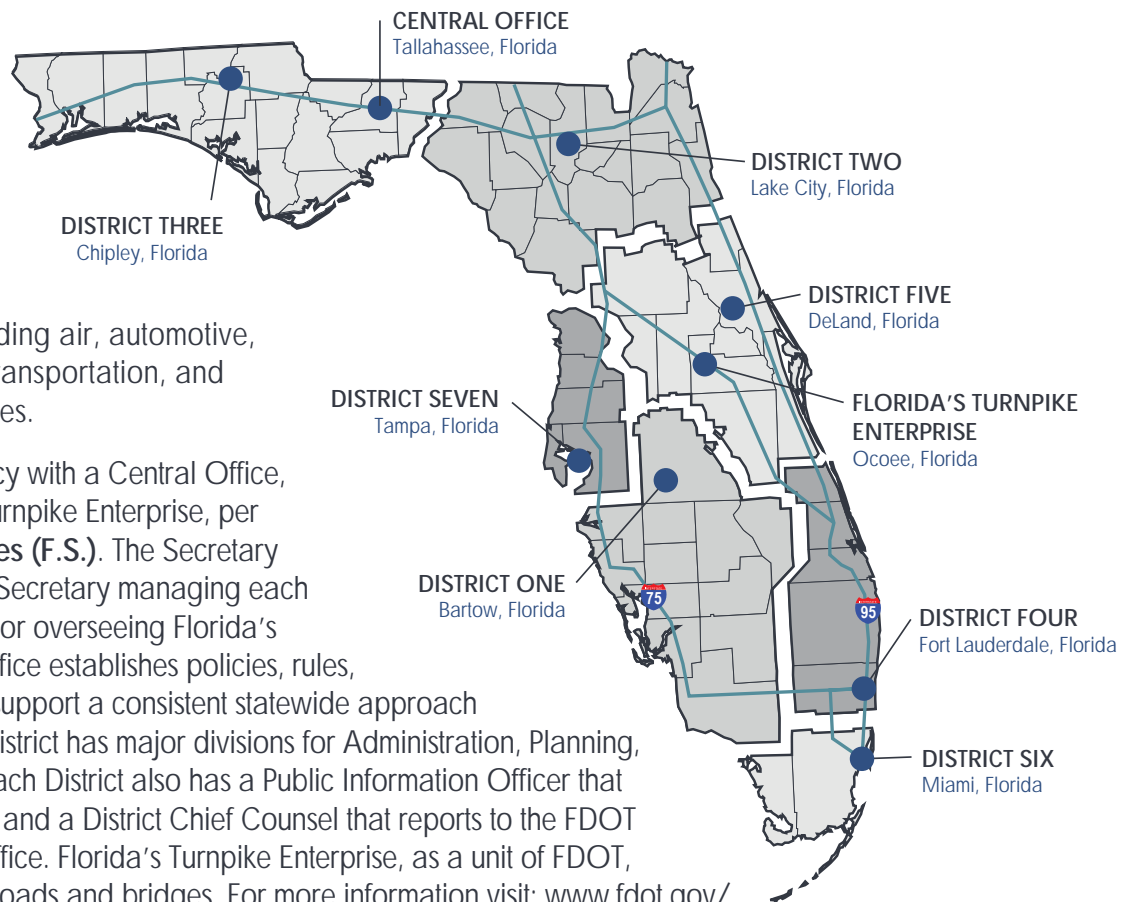 CENTRAL OFFICE
Tallahassee, Florida
DISTRICT TWO
Lake City, Florida
DISTRICT THREE
Chipley, Florida
DISTRICT FIVE
DeLand, Florida
ding air, automotive,
ransportation, and
es.
DISTRICT SEVEN
Tampa, Florida
FLORIDA'S TURNPIKE
ENTERPRISE
Ocoee, Florida
cy with a Central Office,
urnpike Enterprise, per
es (F.S.). The Secretary
Secretary managing each
or overseeing Florida's
fice establishes policies, rules,
support a consistent statewide approach
istrict has major divisions for Administration, Planning,
ach District also has a Public Information Officer that
and a District Chief Counsel that reports to the FDOT
ffice. Florida's Turnpike Enterprise, as a unit of FDOT,
oads and bridges. For more information visit: www.fdot.gov/
DISTRICT ONE
Bartow, Florida
75
95
DISTRICT FOUR
Fort Lauderdale, Florida
DISTRICT SIX
Miami, Florida